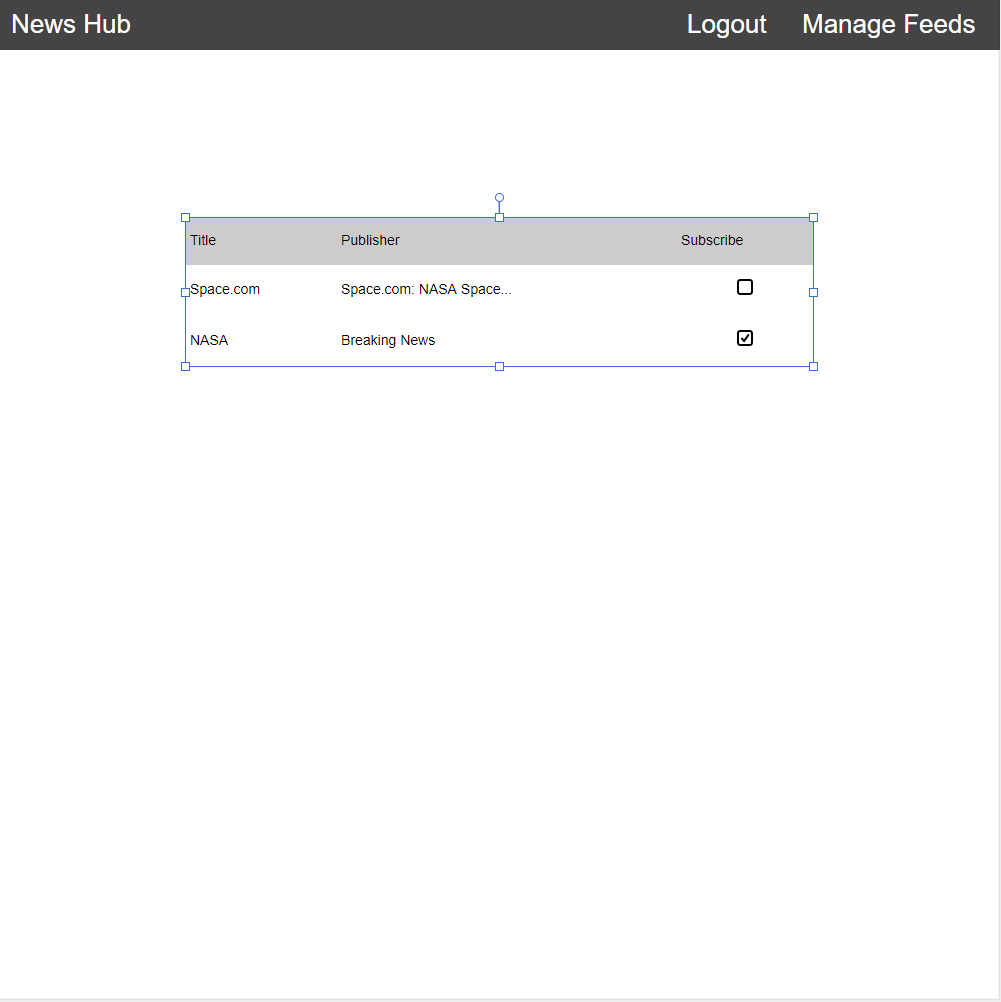 News Hub Logout Manage Feeds
Title Publisher Subscribe
Space.com Space.com: NASA Space...
NASA Breaking News